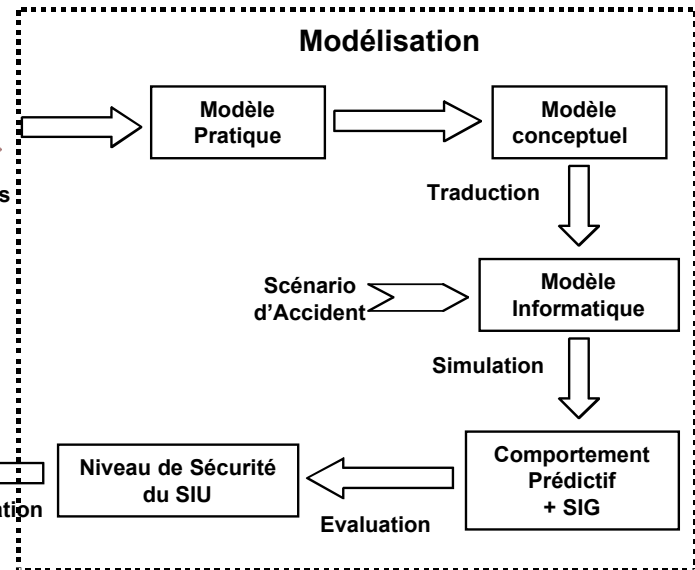 Modélisation
Modèle
Pratique
Modèle
conceptuel
Traduction
Scénario
d'Accident
Modèle
Informatique
Simulation
Comportement
Prédictif
+ SIG
Evaluation
Niveau de Sécurité
du SIU